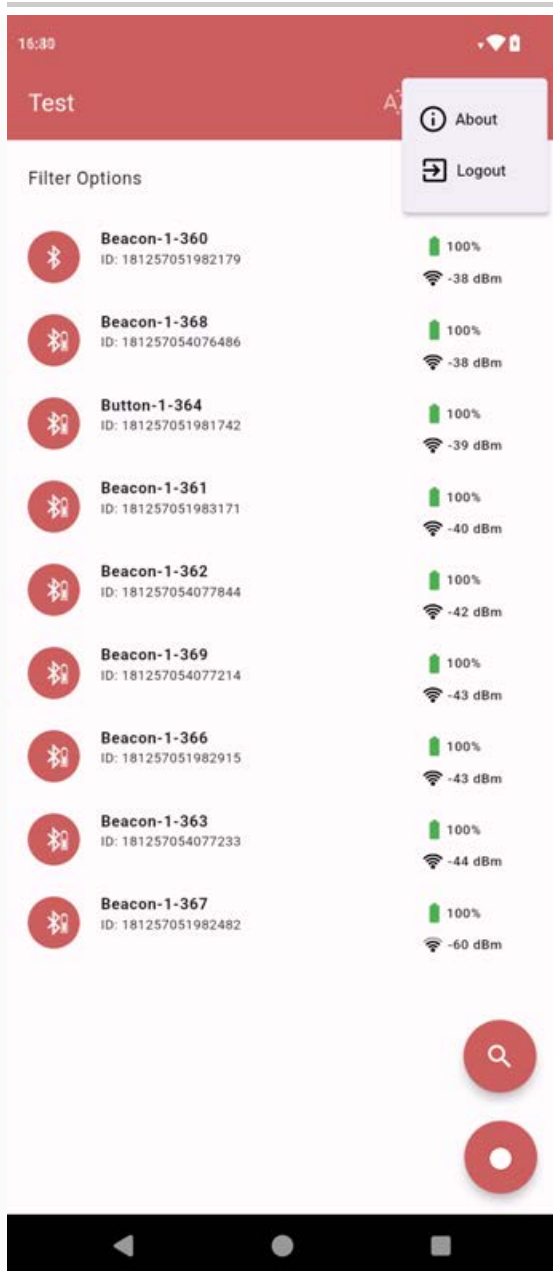 16:30
Test
A
About
Logout
Filter Options
Beacon-1-360
ID: 181257051982179
100%
-38 dBm
Beacon-1-368
ID: 181257054076486
100%
-38 dBm
Button-1-364
ID: 181257051981742
100%
-39 dBm
Beacon-1-361
ID: 181257051983171
100%
-40 dBm
Beacon-1-362
ID: 181257054077844
100%
-42 dBm
Beacon-1-369
ID: 181257054077214
100%
-43 dBm
Beacon-1-366
ID: 181257051982915
100%
-43 dBm
Beacon-1-363
ID: 181257054077233
100%
-44 dBm
Beacon-1-367
ID: 181257051982482
100%
-60 dBm